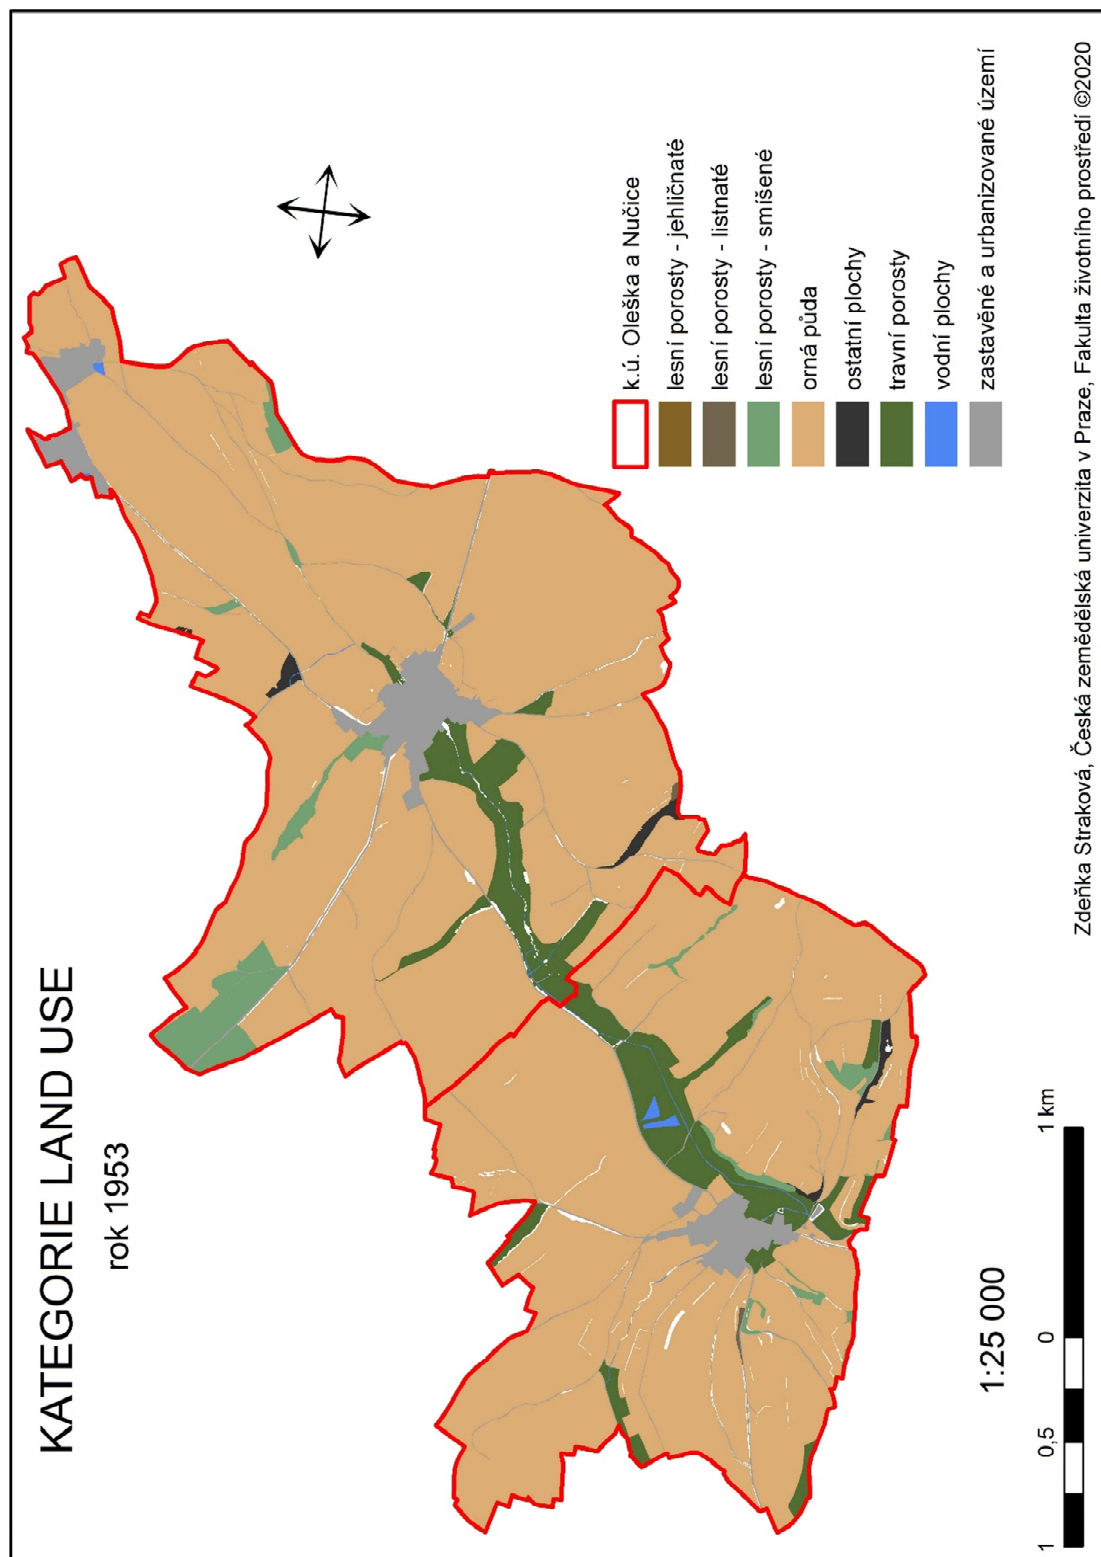 KATEGORIE LAND USE
rok 1953
k.ú. Oleška a Nučice
lesní porosty - jehličnaté
lesní porosty - listnaté
lesní porosty - smíšené
orná půda
ostatní plochy
travní porosty
vodní plochy
zastavěné a urbanizované území
1:25 000
1 0,5 0 1 km
Zdeňka Straková, Česká zemědělská univerzita v Praze, Fakulta životního prostředí ©2020